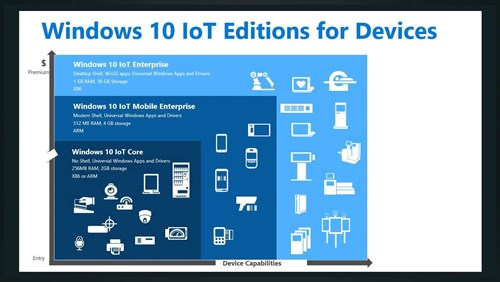 Windows 10 IoT Editions for Devices
$
Premium
Windows 10 IoT Enterprise
Desktop Shell, Win32 apps, Universal Windows Apps and Drivers
1 GB RAM, 16 GB Storage
X86
Windows 10 IoT Mobile Enterprise
Modern Shell, Universal Windows Apps and Drivers
512 MB RAM, 4 GB storage
ARM
Windows 10 IoT Core
No Shell, Universal Windows Apps and Drivers
256MB RAM, 2GB storage
X86 or ARM
Entry
Device Capabilities